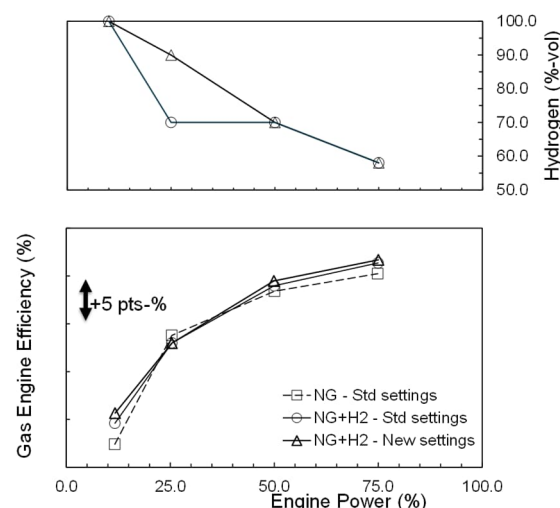 100.0
90.0
80.0
70.0
60.0
50.0
Hydrogen (%-vol)
Gas Engine Efficiency (%)
+5 pts-%
NG - Std settings
NG+H2 - Std settings
NG+H2 - New settings
0.0 25.0 50.0 75.0 100.0
Engine Power (%)